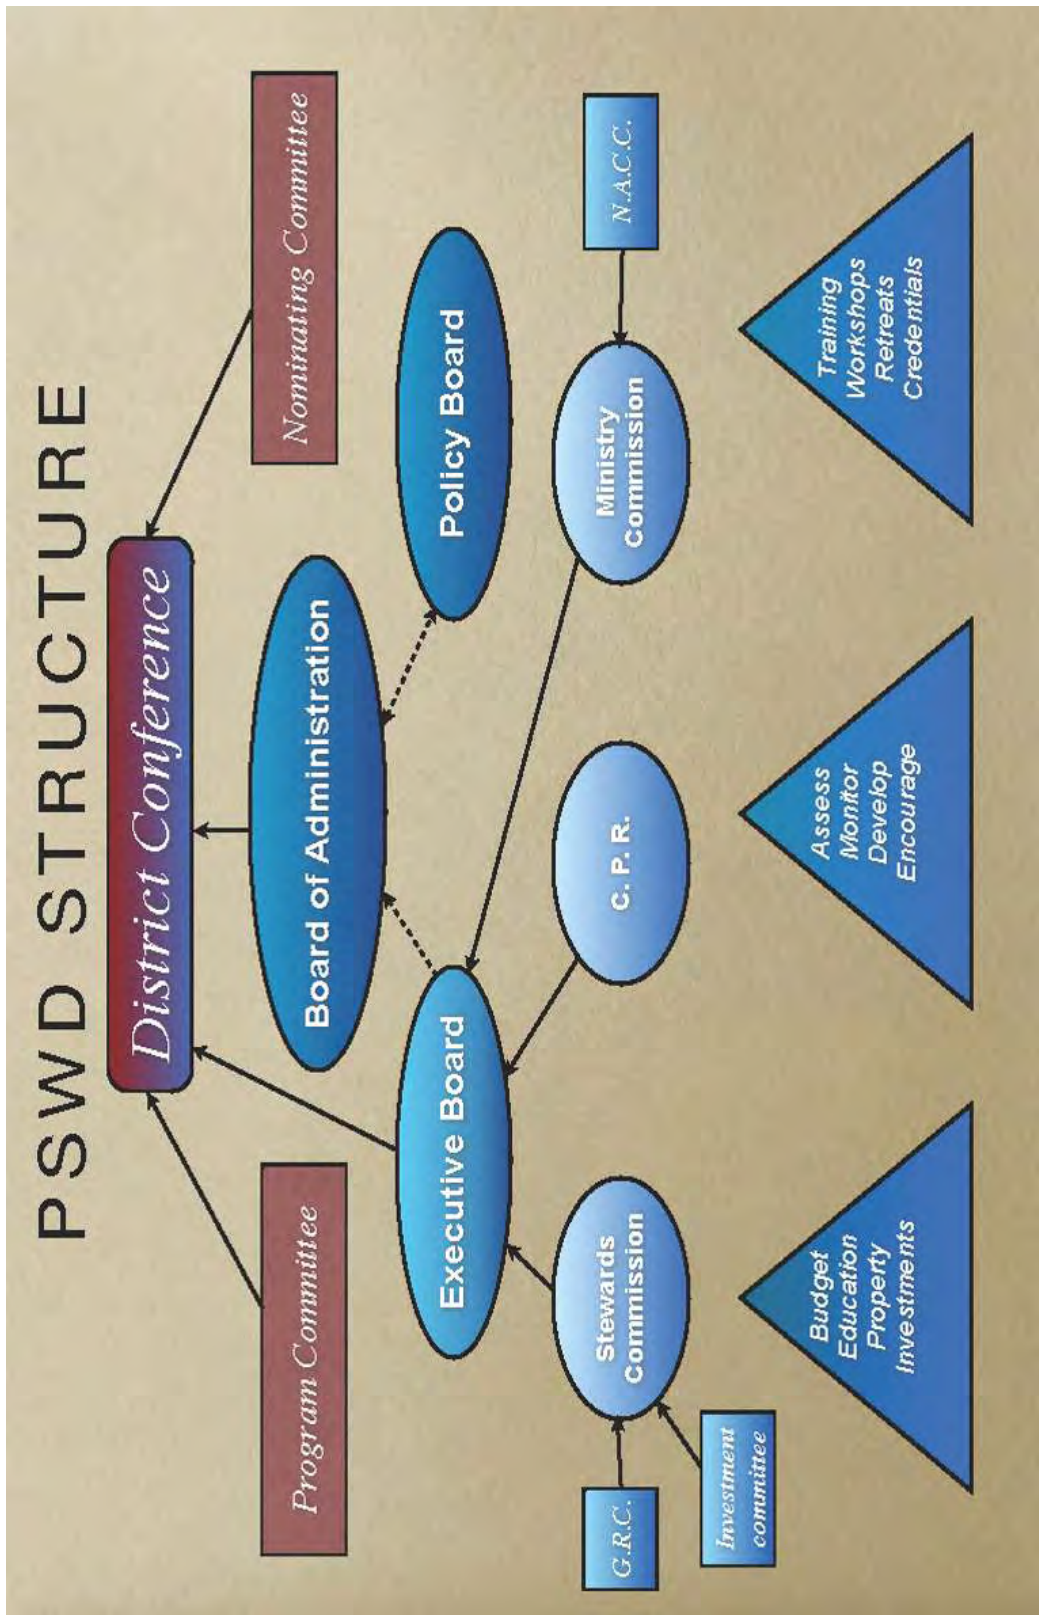 PSWD STRUCTURE
District Conference
Program Committee
Nominating Committee
Board of Administration
Executive Board
Policy Board
Stewards
Commission
C. P. R.
Ministry
Commission
G.R.C.
N.A.C.C.
Investment
committee
Budget
Education
Property
Investments
Assess
Monitor
Develop
Encourage
Training
Workshops
Retreats
Credentials